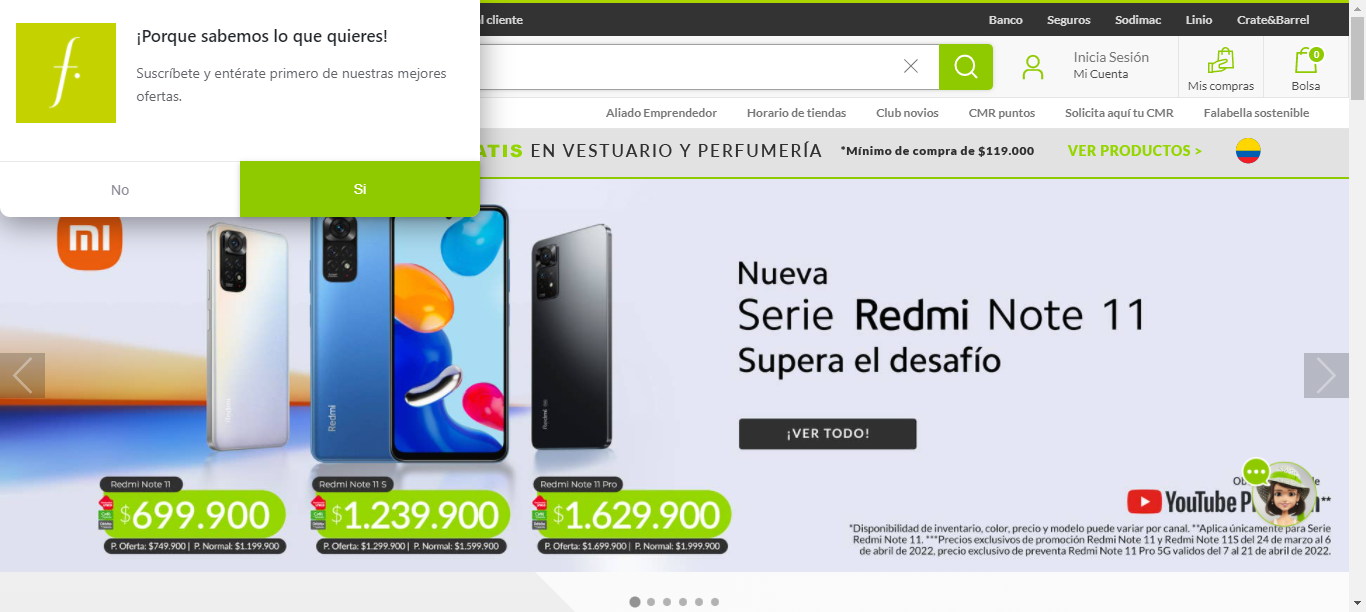 l cliente
Banco
Seguros
Sodimac
Linio
Crate&Barrel
¡Porque sabemos lo que quieres!
Suscríbete y entérate primero de nuestras mejores
ofertas.
No
Si
Inicia Sesión
Mi Cuenta
Mis compras
0
Bolsa
Aliado Emprendedor
Horario de tiendas
Club novios
CMR puntos
Solicita aquí tu CMR
Falabella sostenible
ATIS EN VESTUARIO Y PERFUMERÍA *Mínimo de compra de $119.000 VER PRODUCTOS >
Nueva
Serie Redmi Note 11
Supera el desafío
¡VER TODO!
Redmi
Redmi
Redmi Note 11
$699.900
P. Oferta: $749.900 | P. Normal: $1.199.900
Redmi Note 11 S
$1.239.900
P. Oferta: $1.299.900 | P. Normal: $1.599.900
Redmi Note 11 Pro
$1.629.900
P. Oferta: $1.699.900 | P. Normal: $1.999.900
YouTube **
*Disponibilidad de inventario, color, precio y modelo puede variar por canal. **Aplica únicamente para Serie
Redmi Note 11. ***Precios exclusivos de promoción Redmi Note 11 y Redmi Note 11S del 24 de marzo al 6
de abril de 2022, precio exclusivo de preventa Redmi Note 11 Pro 5G validos del 7 al 21 de abril de 2022.